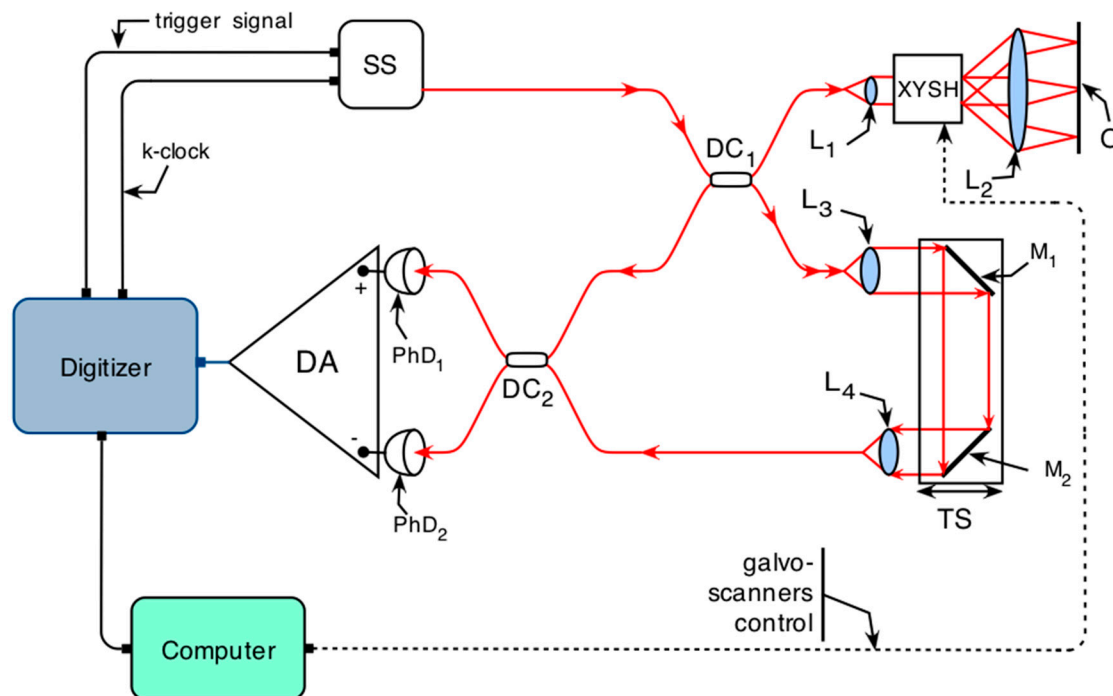 trigger signal
SS
XYSH
L1
L2
O
k-clock
DC1
L3
M1
+
PhD1
Digitizer
DA
DC2
L4
-
PhD2
M2
TS
galvo-
scanners
control
Computer